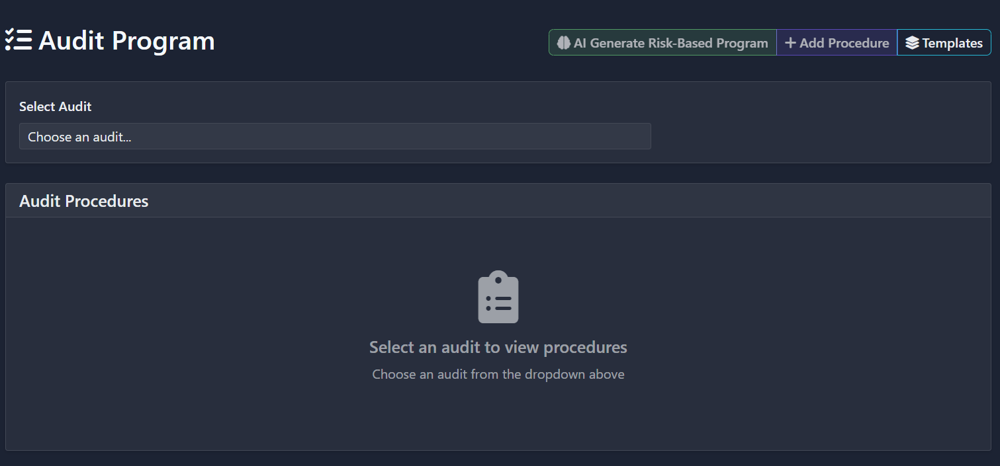 Audit Program
AI Generate Risk-Based Program
Add Procedure
Templates
Select Audit
Choose an audit...
Audit Procedures
Select an audit to view procedures
Choose an audit from the dropdown above